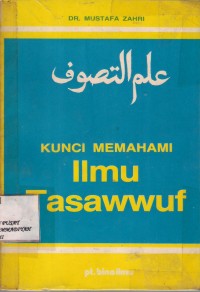 DR. MUSTAFA ZAHRI
علم التصوف
KUNCI MEMAHAMI
Ilmu
Tasawwuf
pt. bina ilmu